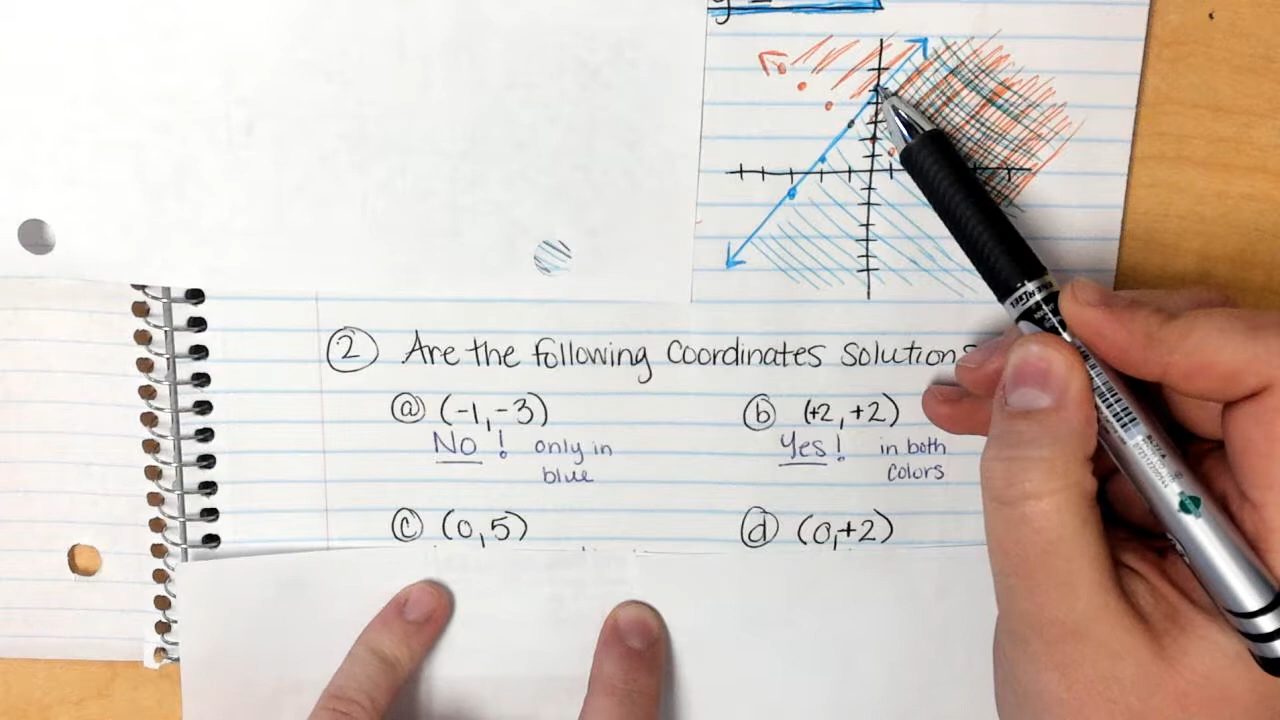 ② Are the following Coordinates solutions
ⓐ (-1,-3)
NO ! only in
blue
ⓑ (+2,+2)
Yes! in both
colors
ⓒ (0,5)
ⓓ (0,+2)